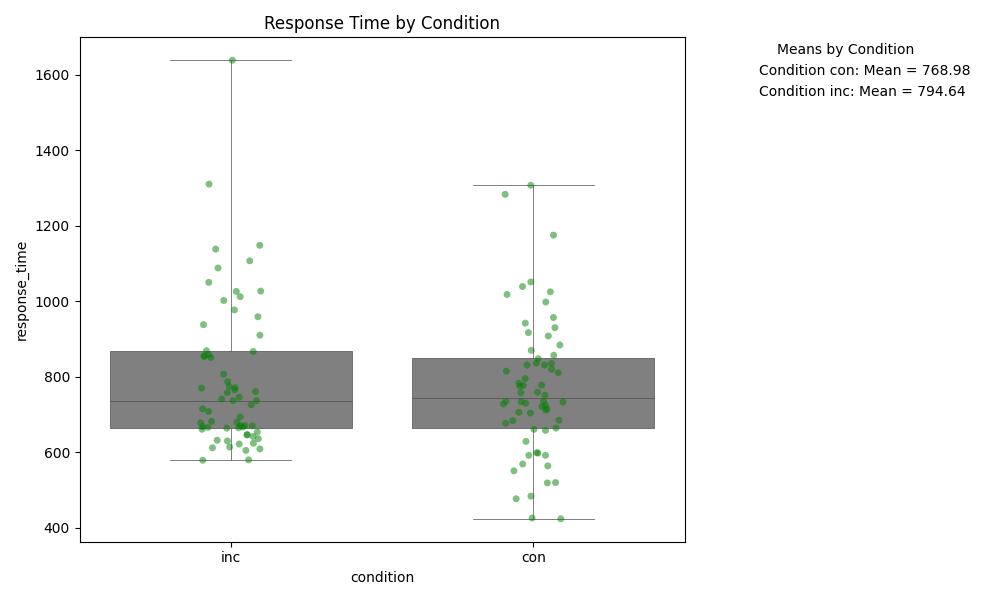 Response Time by Condition
Means by Condition
Condition con: Mean = 768.98
Condition inc: Mean = 794.64
response_time
1600
1400
1200
1000
800
600
400
inc con
condition